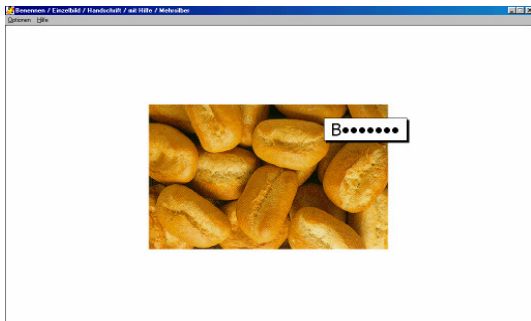 Benennen / Einzelbild / Handschrift / mit Hilfe / Mehrsilber
Optionen Hilfe
B•••••••